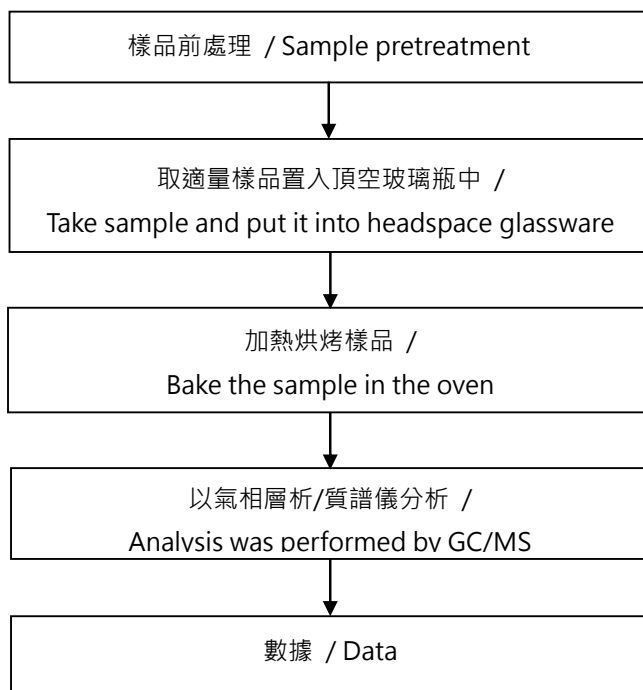 樣品前處理 / Sample pretreatment
取適量樣品置入頂空玻璃瓶中 /
Take sample and put it into headspace glassware
加熱烘烤樣品 /
Bake the sample in the oven
以氣相層析/質譜儀分析 /
Analysis was performed by GC/MS
數據 / Data